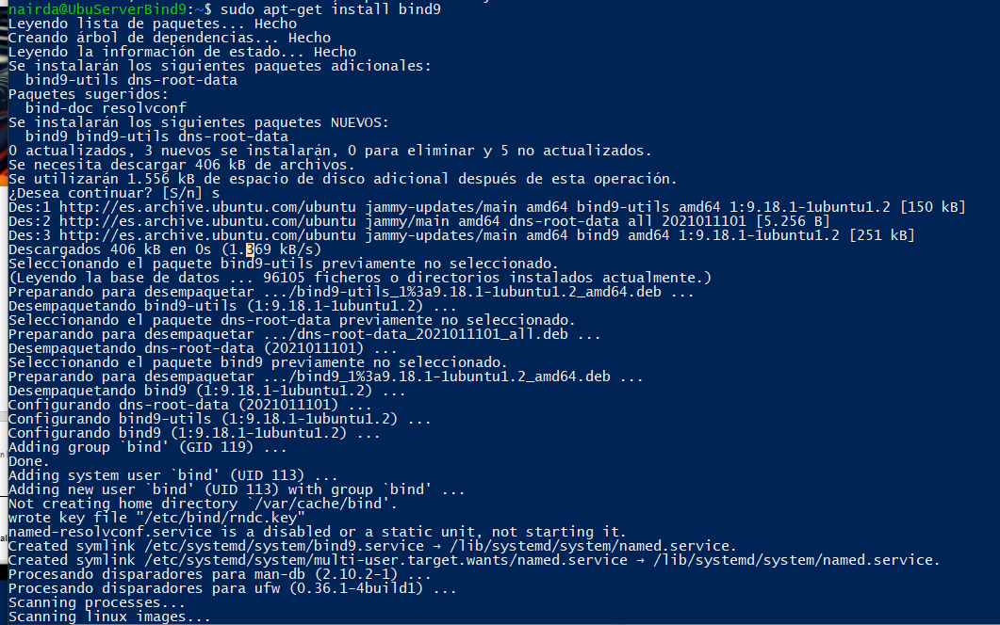 nairda@UbuServerBind9:~$ sudo apt-get install bind9
Leyendo lista de paquetes... Hecho
Creando árbol de dependencias... Hecho
Leyendo la información de estado... Hecho
Se instalarán los siguientes paquetes adicionales:
  bind9-utils dns-root-data
Paquetes sugeridos:
  bind-doc resolvconf
Se instalarán los siguientes paquetes NUEVOS:
  bind9 bind9-utils dns-root-data
0 actualizados, 3 nuevos se instalarán, 0 para eliminar y 5 no actualizados.
Se necesita descargar 406 kB de archivos.
Se utilizarán 1.556 kB de espacio de disco adicional después de esta operación.
¿Desea continuar? [S/n] s
Des:1 http://es.archive.ubuntu.com/ubuntu jammy-updates/main amd64 bind9-utils amd64 1:9.18.1-1ubuntu1.2 [150 kB]
Des:2 http://es.archive.ubuntu.com/ubuntu jammy/main amd64 dns-root-data all 2021011101 [5.256 B]
Des:3 http://es.archive.ubuntu.com/ubuntu jammy-updates/main amd64 bind9 amd64 1:9.18.1-1ubuntu1.2 [251 kB]
Descargados 406 kB en 0s (1.369 kB/s)
Seleccionando el paquete bind9-utils previamente no seleccionado.
(Leyendo la base de datos ... 96105 ficheros o directorios instalados actualmente.)
Preparando para desempaquetar .../bind9-utils_1%3a9.18.1-1ubuntu1.2_amd64.deb ...
Desempaquetando bind9-utils (1:9.18.1-1ubuntu1.2) ...
Seleccionando el paquete dns-root-data previamente no seleccionado.
Preparando para desempaquetar .../dns-root-data_2021011101_all.deb ...
Desempaquetando dns-root-data (2021011101) ...
Seleccionando el paquete bind9 previamente no seleccionado.
Preparando para desempaquetar .../bind9_1%3a9.18.1-1ubuntu1.2_amd64.deb ...
Desempaquetando bind9 (1:9.18.1-1ubuntu1.2) ...
Configurando dns-root-data (2021011101) ...
Configurando bind9-utils (1:9.18.1-1ubuntu1.2) ...
Configurando bind9 (1:9.18.1-1ubuntu1.2) ...
Adding group `bind' (GID 119) ...
Done.
Adding system user `bind' (UID 113) ...
Adding new user `bind' (UID 113) with group `bind' ...
Not creating home directory `/var/cache/bind'.
wrote key file "/etc/bind/rndc.key"
named-resolvconf.service is a disabled or a static unit, not starting it.
Created symlink /etc/systemd/system/bind9.service → /lib/systemd/system/named.service.
Created symlink /etc/systemd/system/multi-user.target.wants/named.service → /lib/systemd/system/named.service.
Procesando disparadores para man-db (2.10.2-1) ...
Procesando disparadores para ufw (0.36.1-4build1) ...
Scanning processes...
Scanning linux images...